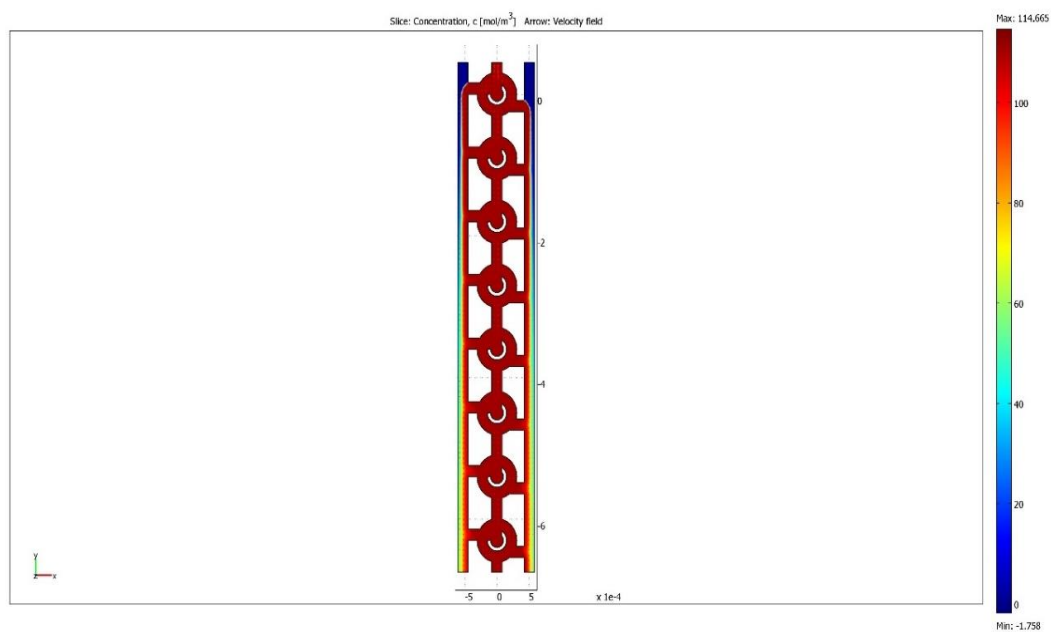 Slice: Concentration, c [mol/m³] Arrow: Velocity field
Max: 114.665
100
80
60
40
20
0
Min: -1.758
0
-2
-4
-6
-5 0 5 x 1e-4
y
z x